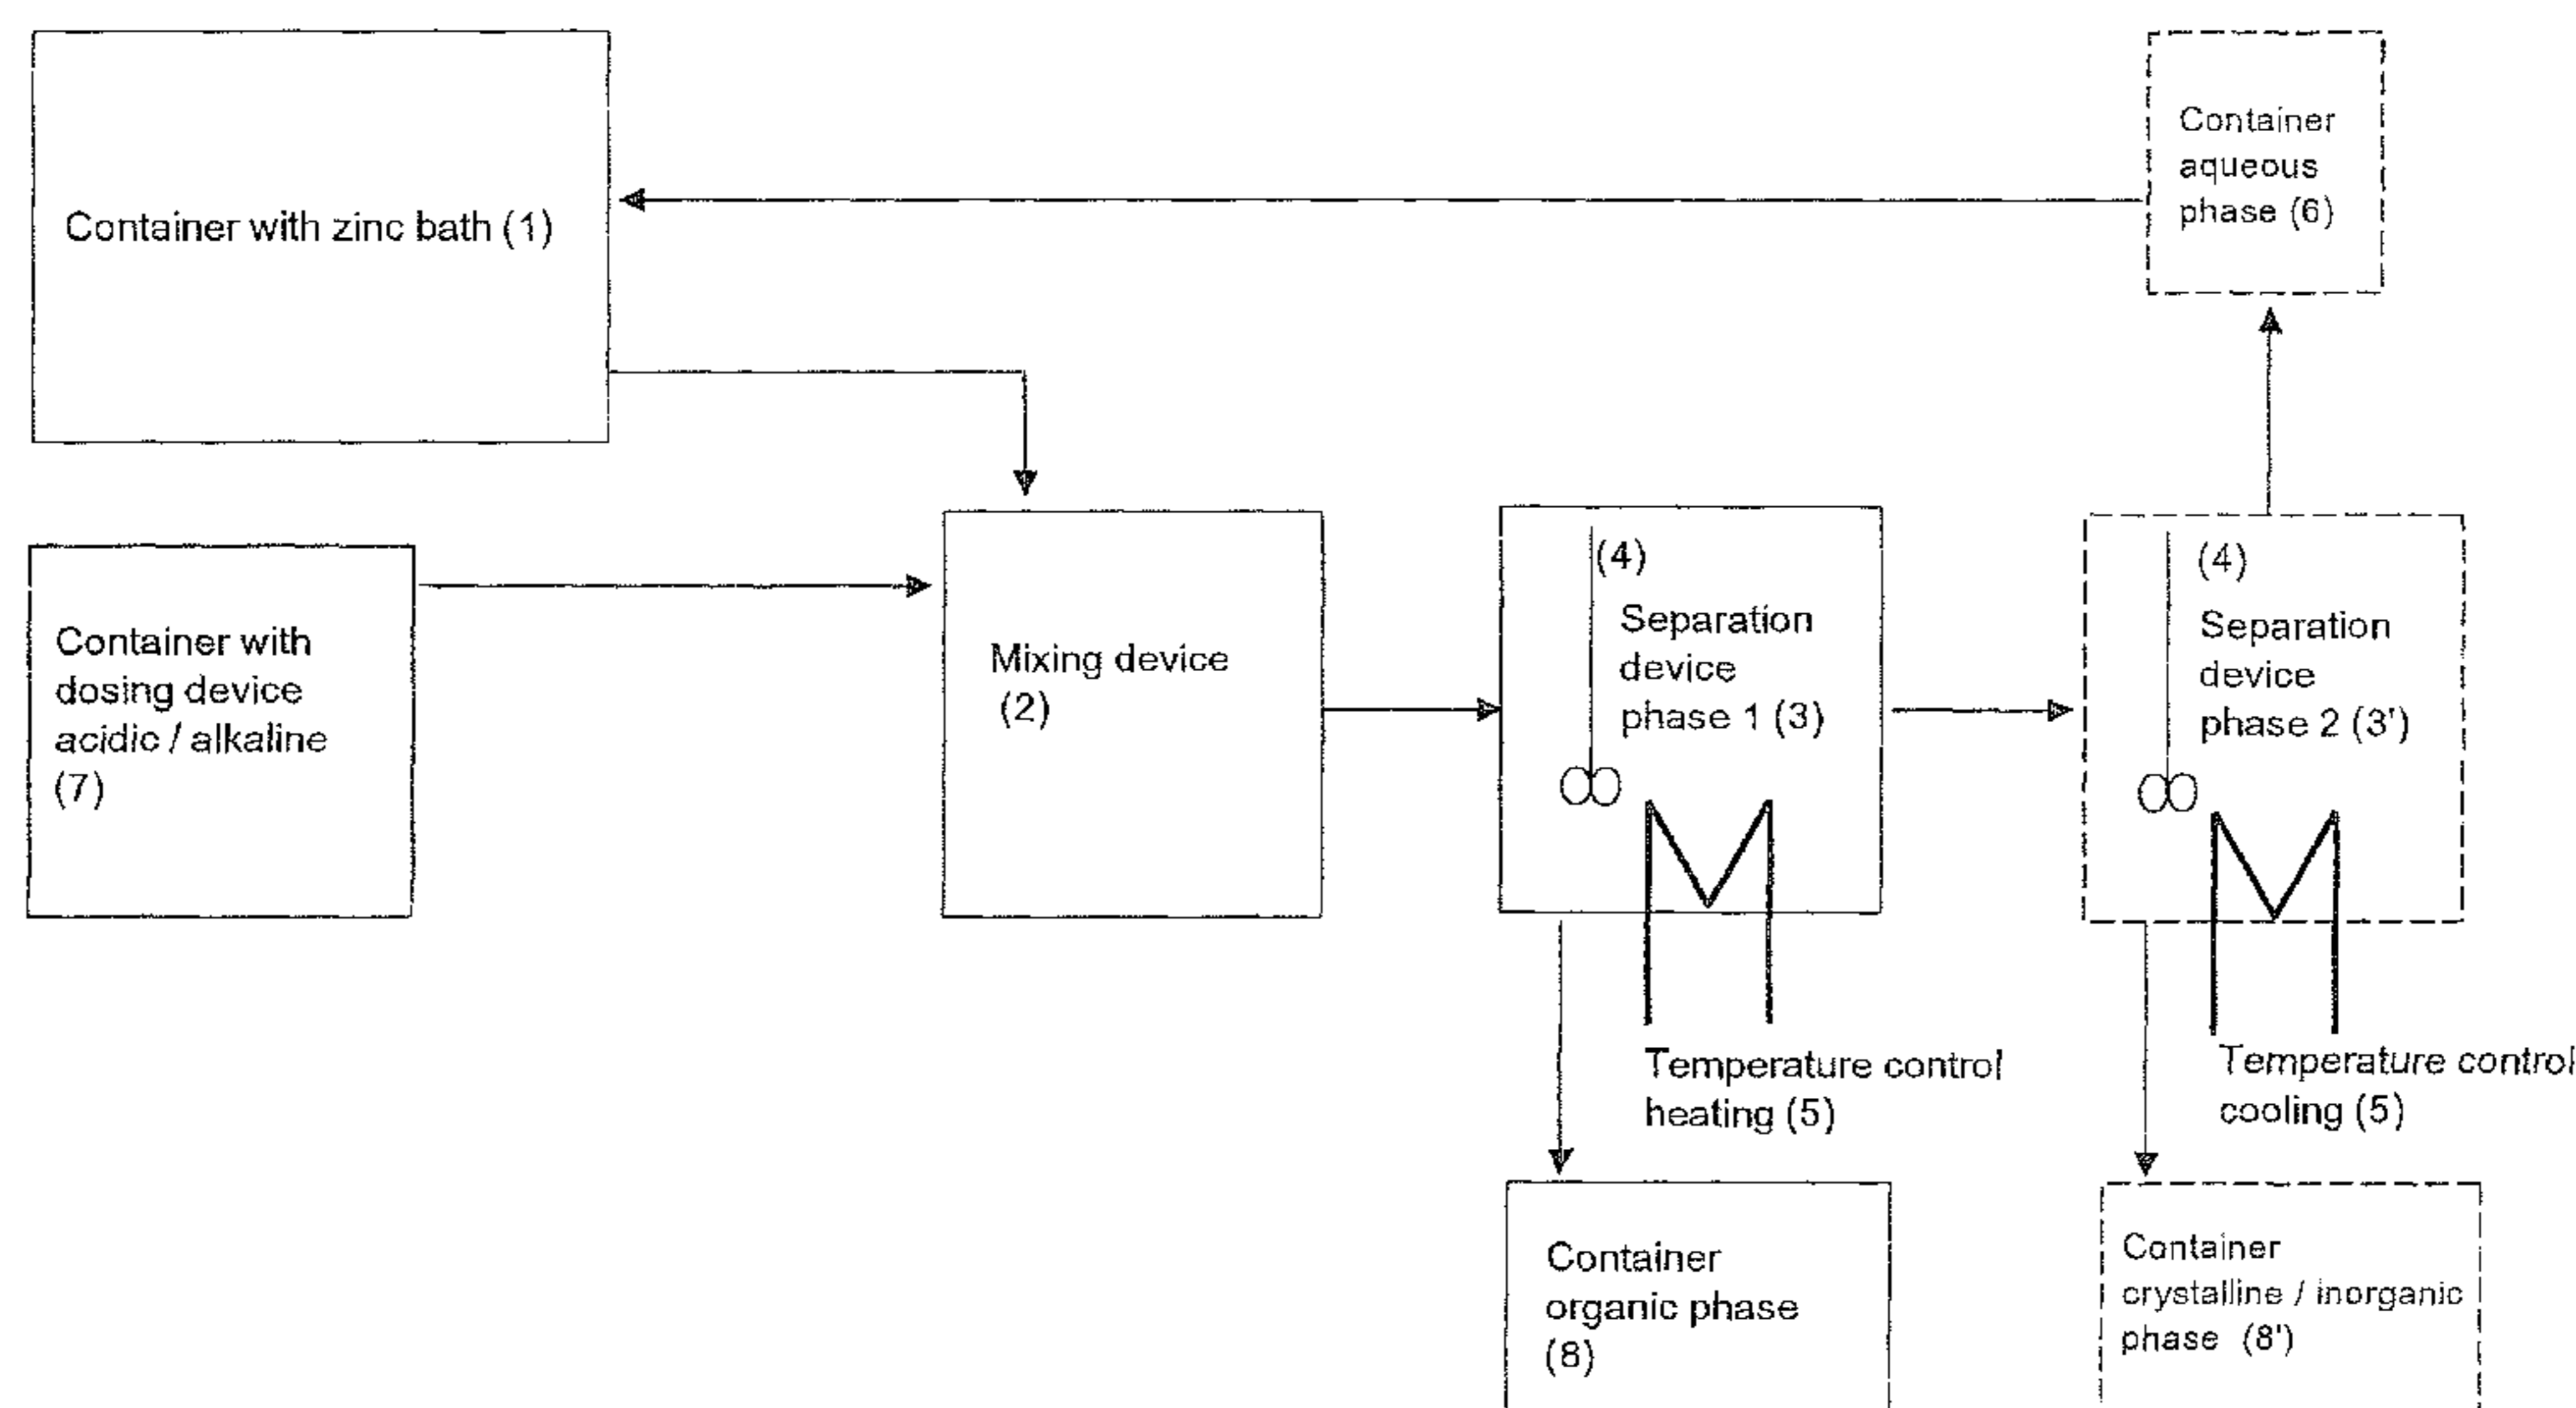 Container with zinc bath (1)
Container
aqueous
phase (6)
Container with
dosing device
acidic / alkaline
(7)
Mixing device
(2)
(4)
Separation
device
phase 1 (3)
(4)
Separation
device
phase 2 (3')
Temperature control
heating (5)
Temperature control
cooling (5)
Container
organic phase
(8)
Container
crystalline / inorganic
phase (8')